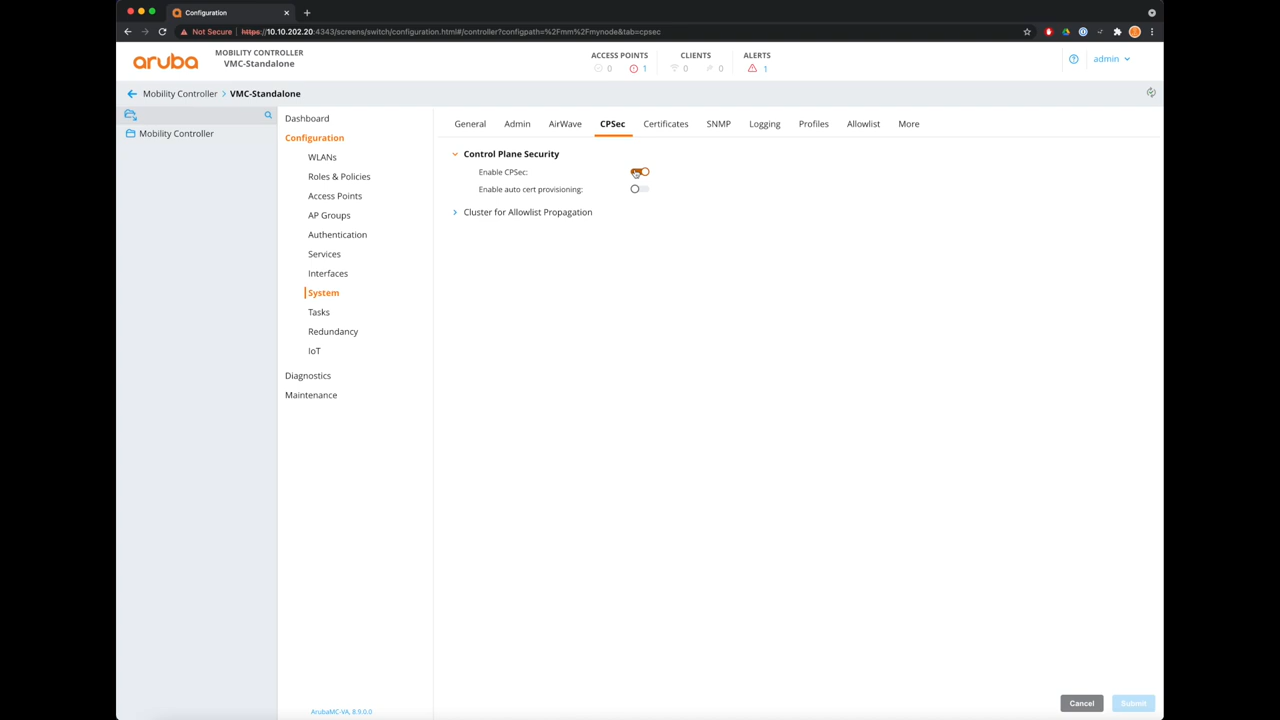 Configuration
Not Secure https://10.10.202.20:4343/screens/switch/configuration.html#/controller?configpath=%2Fmm%2Fmynode&tab=cpsec
aruba
MOBILITY CONTROLLER
VMC-Standalone
ACCESS POINTS
0 1
CLIENTS
0 0
ALERTS
1
admin
Mobility Controller > VMC-Standalone
Mobility Controller
Dashboard
Configuration
WLANs
Roles & Policies
Access Points
AP Groups
Authentication
Services
Interfaces
System
Tasks
Redundancy
IoT
Diagnostics
Maintenance
ArubaMC-VA, 8.9.0.0
General Admin AirWave CPSec Certificates SNMP Logging Profiles Allowlist More
Control Plane Security
Enable CPSec:
Enable auto cert provisioning:
Cluster for Allowlist Propagation
Cancel Submit